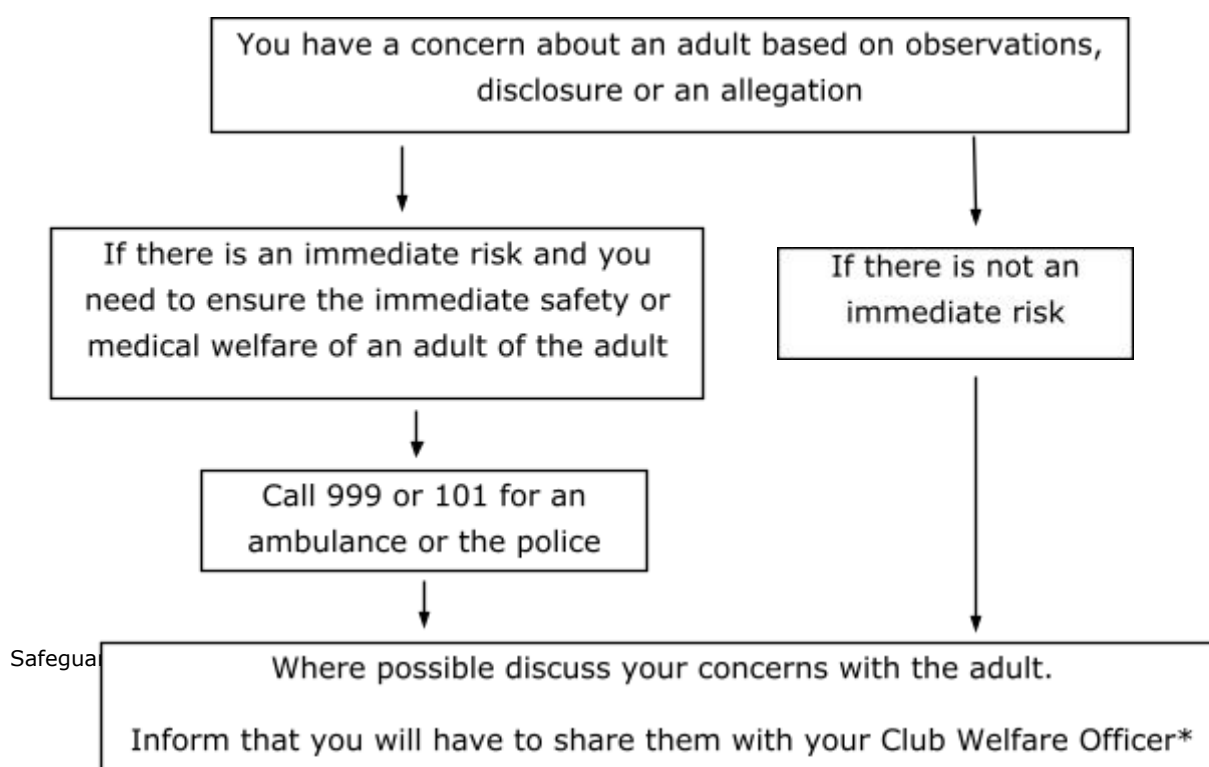 You have a concern about an adult based on observations,
disclosure or an allegation
If there is an immediate risk and you
need to ensure the immediate safety or
medical welfare of an adult of the adult
If there is not an
immediate risk
Call 999 or 101 for an
ambulance or the police
Where possible discuss your concerns with the adult.
Inform that you will have to share them with your Club Welfare Officer*